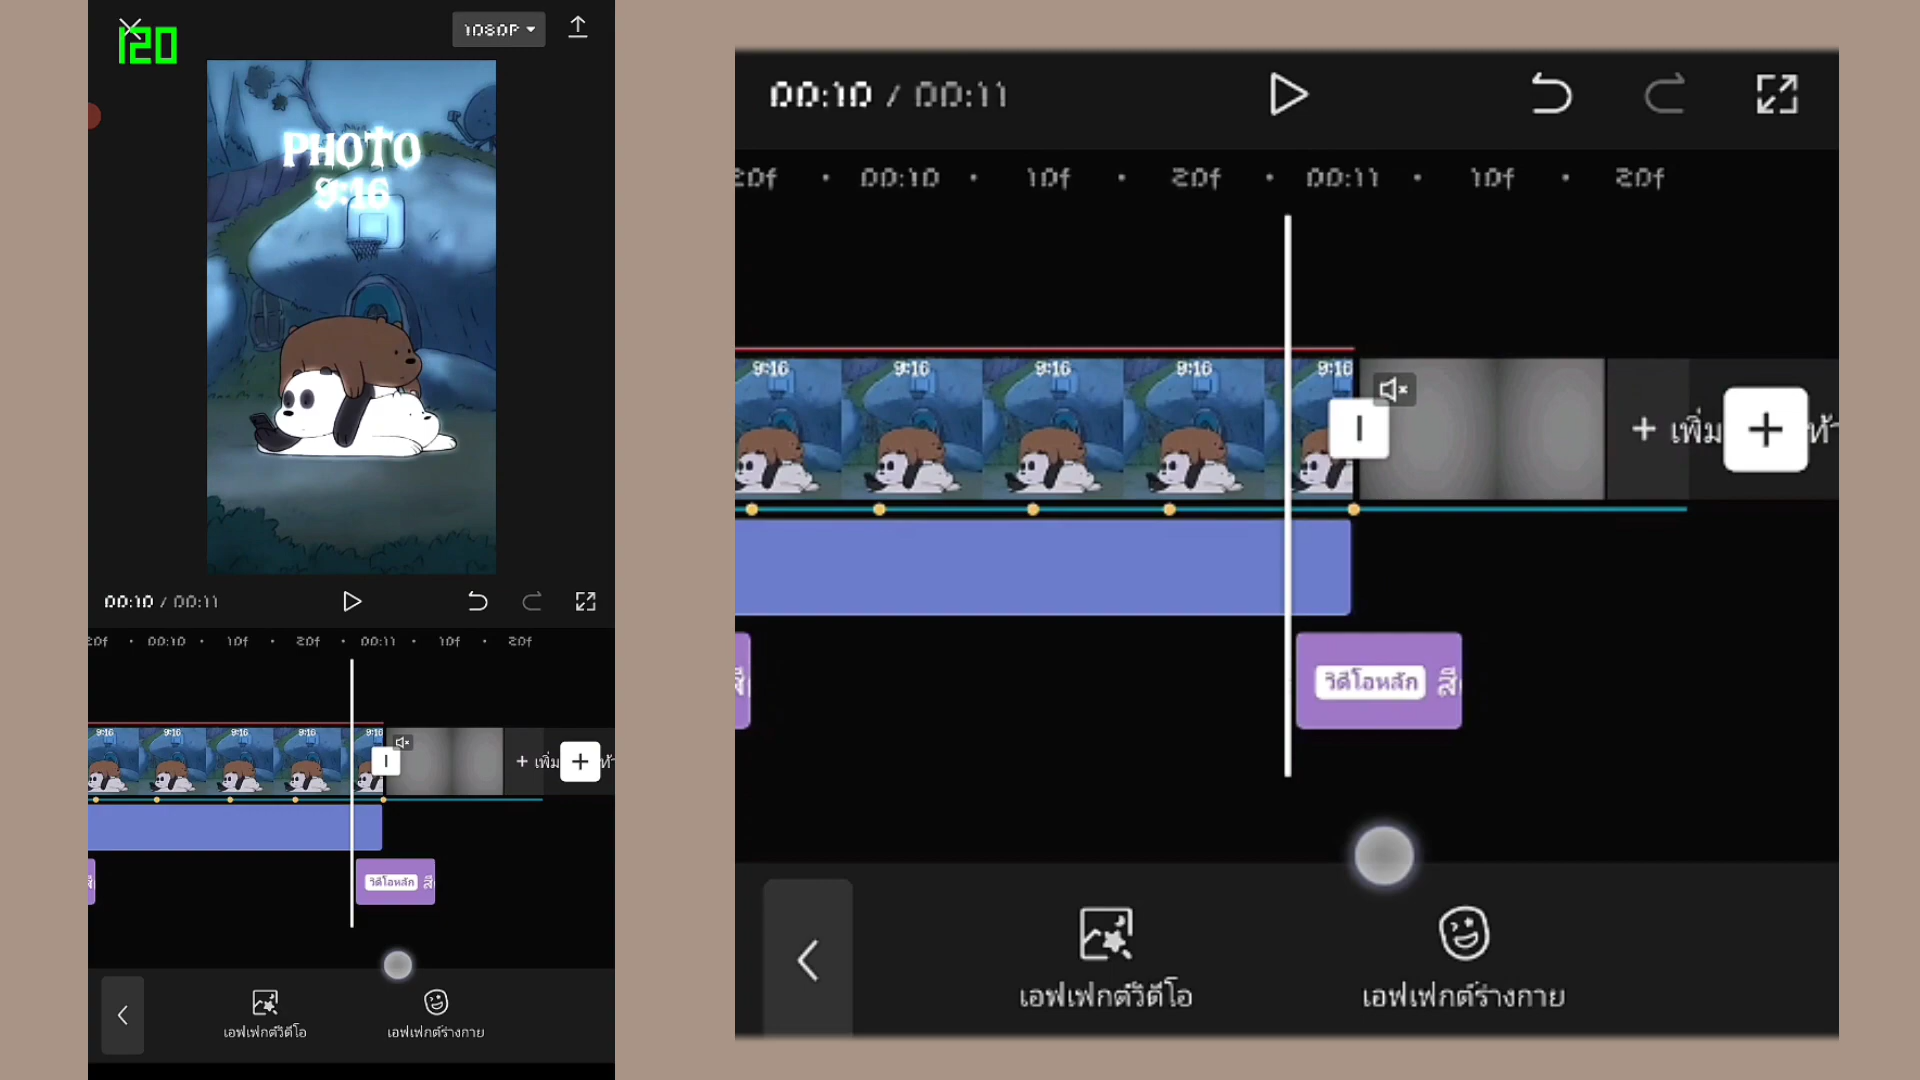 120
1080P
PHOTO
9:16
00:10 / 00:11
20f 00:10 10f 20f 00:11 10f 20f
9:16 9:16 9:16 9:16 9:16
+ เพิ่ม
วิดีโอหลัก
เอฟเฟกต์วิดีโอ เอฟเฟกต์ร่างกาย
00:10 / 00:11
20f 00:10 10f 20f 00:11 10f 20f
9:16 9:16 9:16 9:16 9:16
+ เพิ่ม
วิดีโอหลัก
เอฟเฟกต์วิดีโอ เอฟเฟกต์ร่างกาย